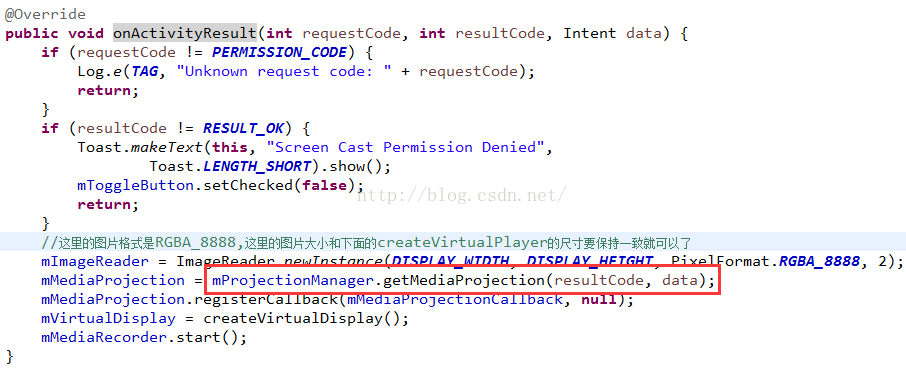 @Override
public void onActivityResult(int requestCode, int resultCode, Intent data) {
    if (requestCode != PERMISSION_CODE) {
        Log.e(TAG, "Unknown request code: " + requestCode);
        return;
    }
    if (resultCode != RESULT_OK) {
        Toast.makeText(this, "Screen Cast Permission Denied",
                Toast.LENGTH_SHORT).show();
        mToggleButton.setChecked(false);
        return;
http://blog.csdn.net/
    }
    //这里的图片格式是RGBA_8888,这里的图片大小和下面的createVirtualPlayer的尺寸要保持一致就可以了
    mImageReader = ImageReader.newInstance(DISPLAY_WIDTH, DISPLAY_HEIGHT, PixelFormat.RGBA_8888, 2);
    mMediaProjection = mProjectionManager.getMediaProjection(resultCode, data);
    mMediaProjection.registerCallback(mMediaProjectionCallback, null);
    mVirtualDisplay = createVirtualDisplay();
    mMediaRecorder.start();
}